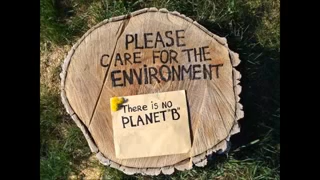 PLEASE
CARE FOR THE
ENVIRONMENT
"There is no
PLANET "B"